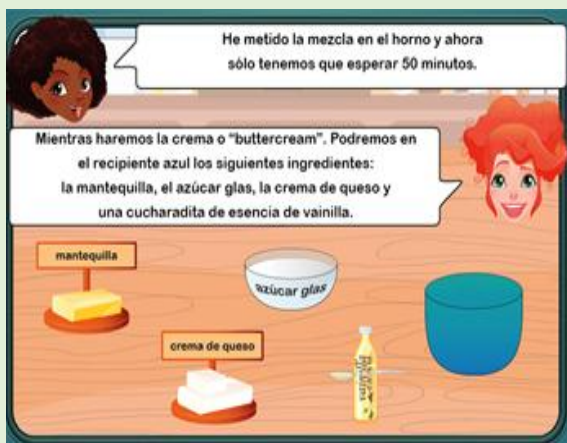 He metido la mezcla en el horno y ahora
sólo tenemos que esperar 50 minutos.
Mientras haremos la crema o “buttercream”. Podremos en
el recipiente azul los siguientes ingredientes:
la mantequilla, el azúcar glas, la crema de queso y
una cucharadita de esencia de vainilla.
mantequilla
azúcar glas
crema de queso